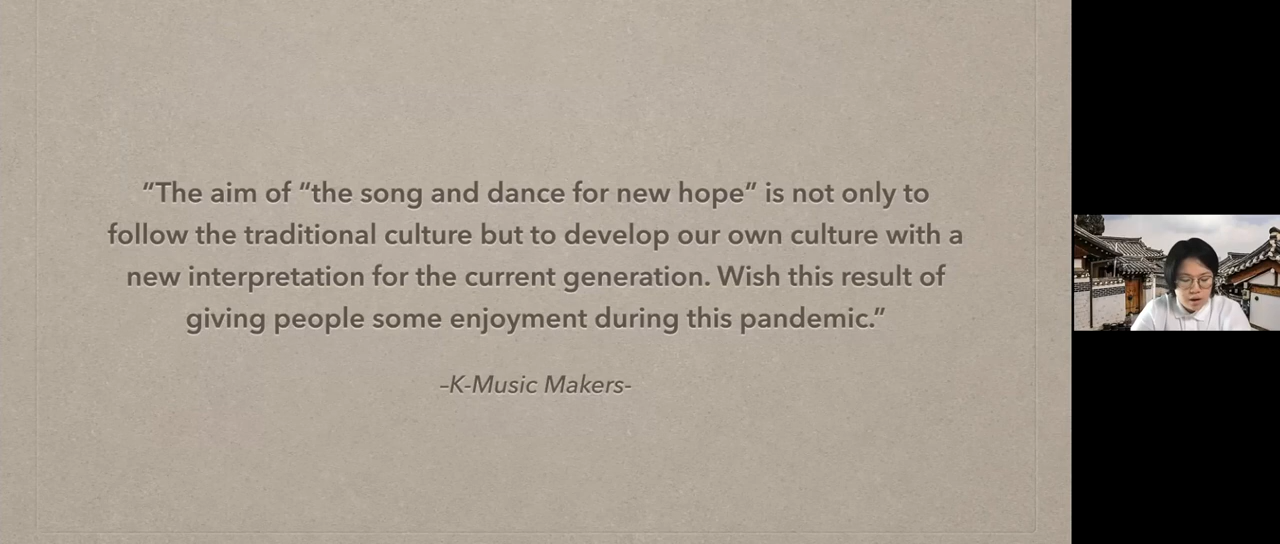 “The aim of “the song and dance for new hope” is not only to
follow the traditional culture but to develop our own culture with a
new interpretation for the current generation. Wish this result of
giving people some enjoyment during this pandemic.”
–K-Music Makers-